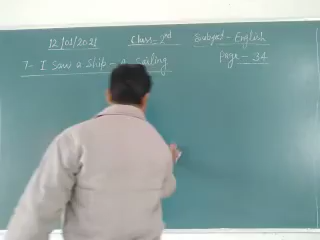 12/01/2021 Class-2nd Subject-English
7- I Saw a Ship - a Sailing Page-34